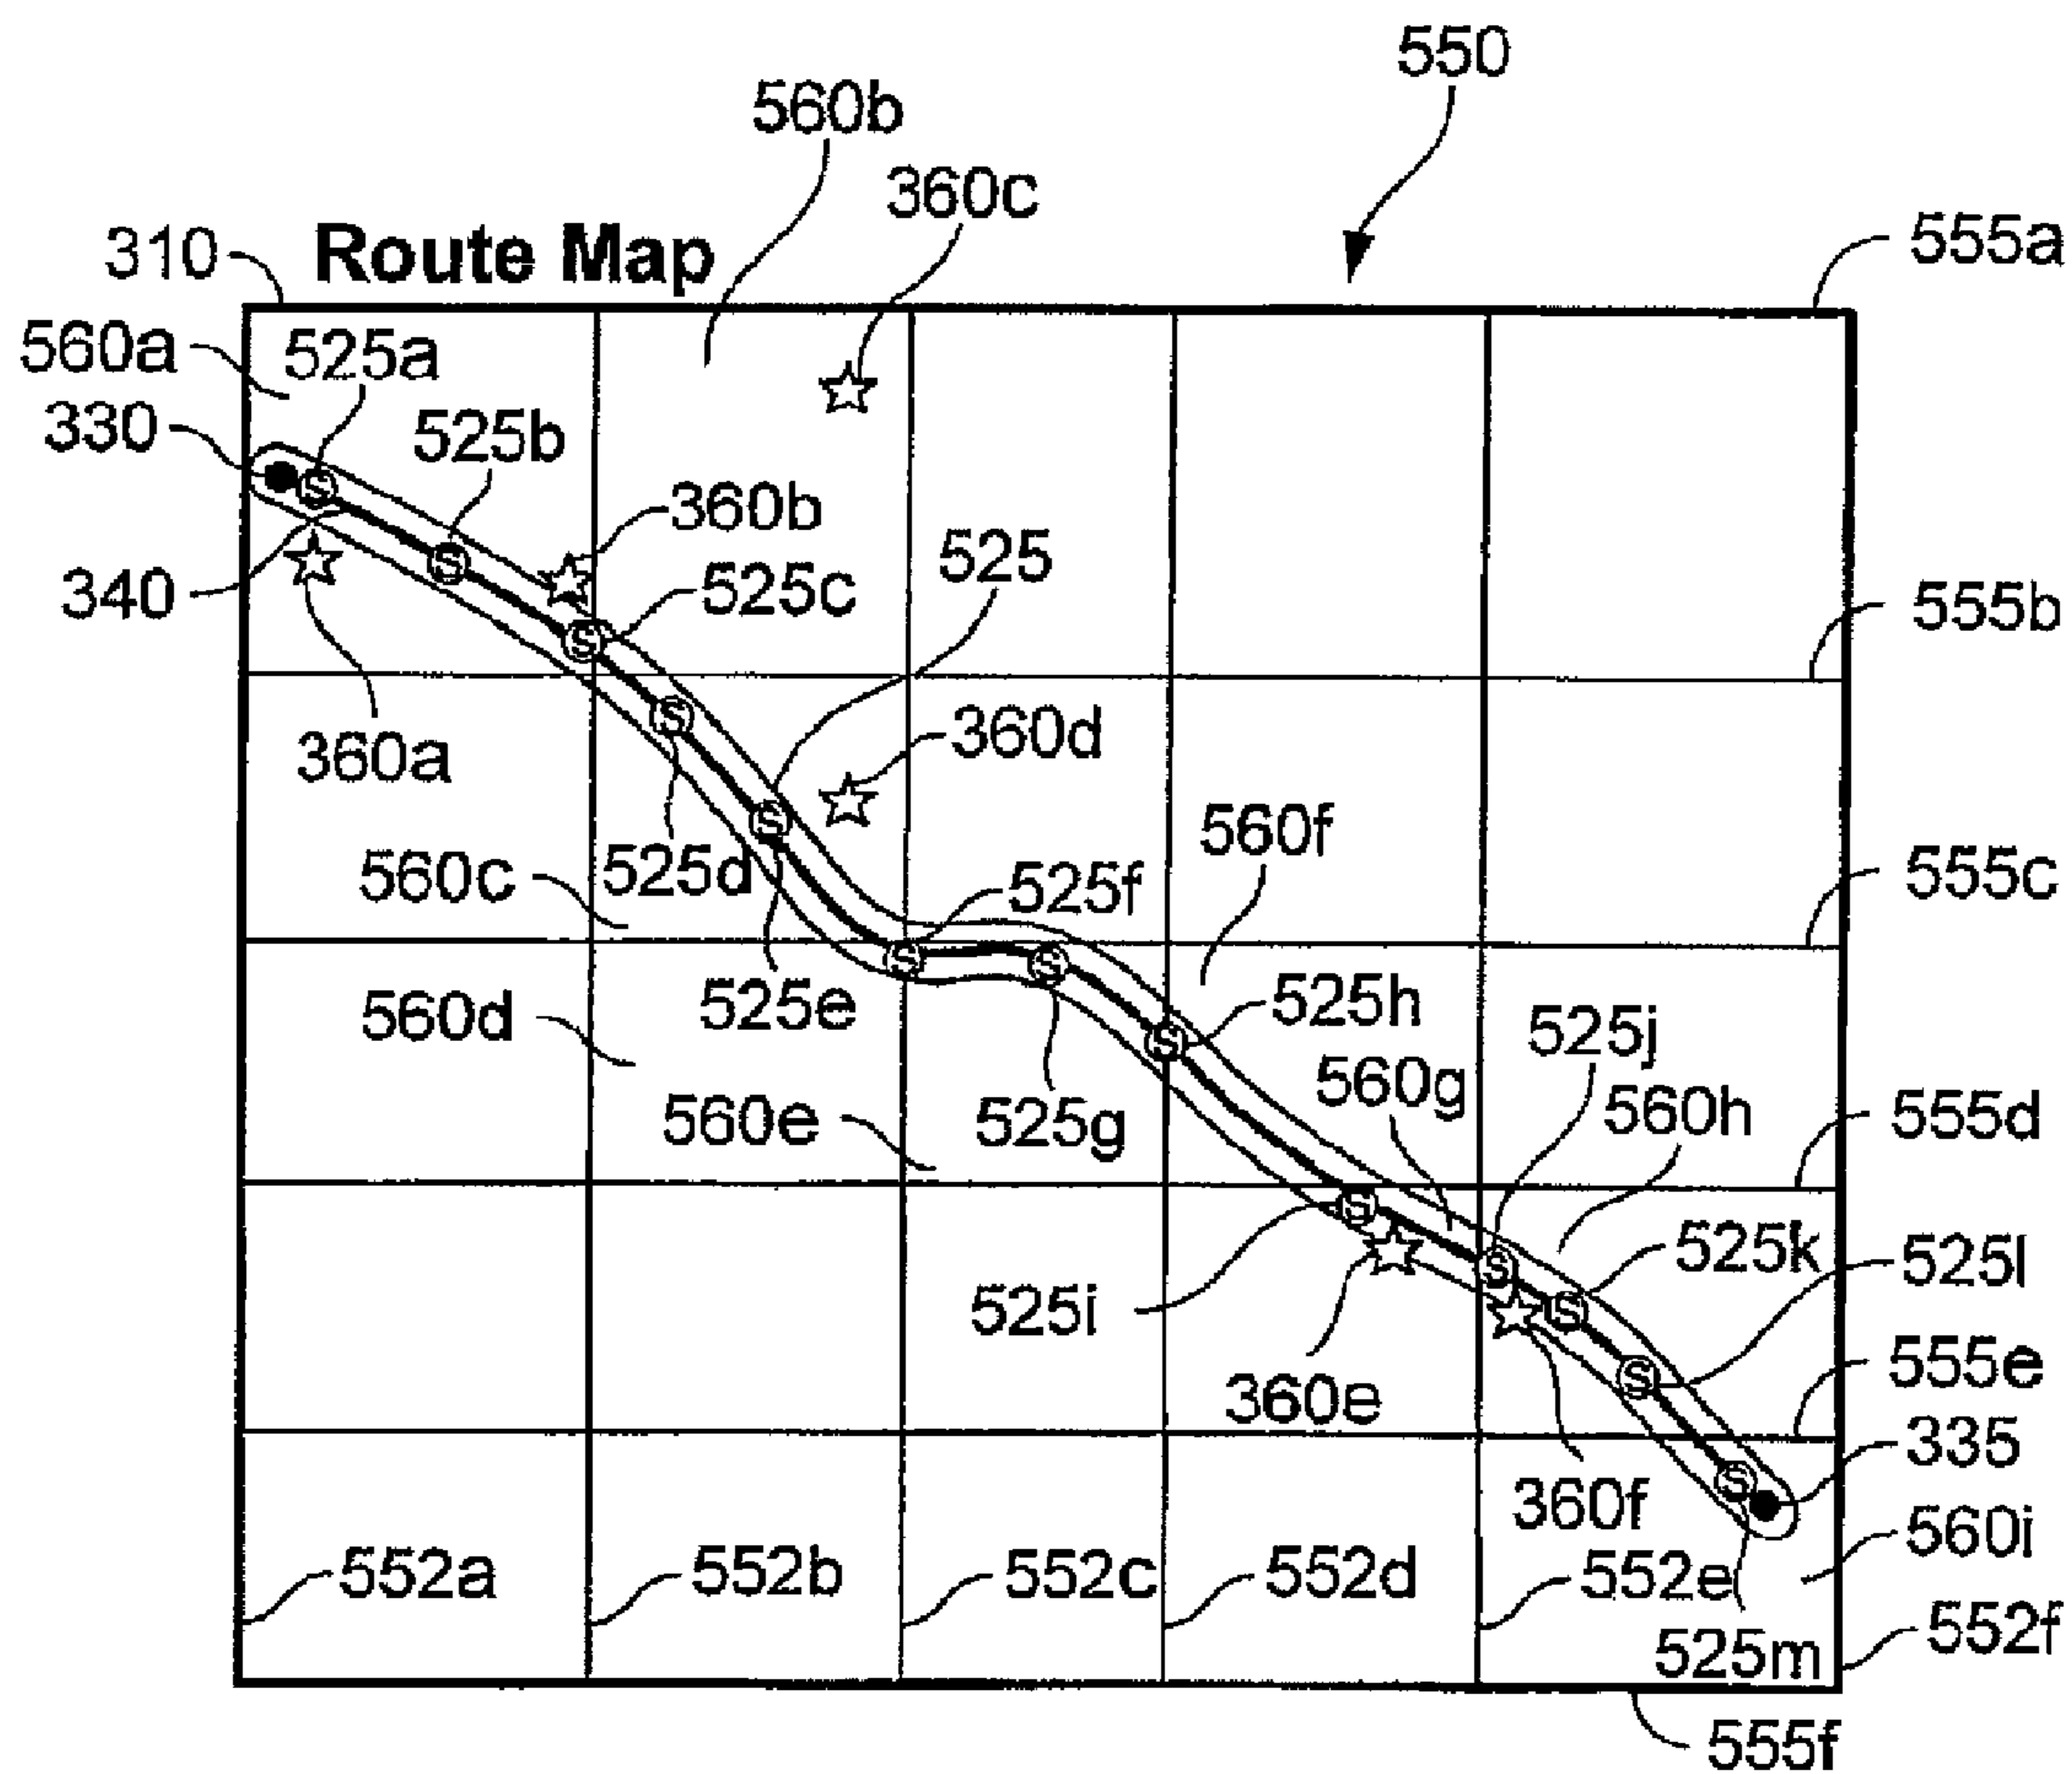 550
560b
360c
555a
310
Route Map
560a
525a
330
525b
360b
525
340
525c
555b
360a
360d
560f
525d
560c
525f
555c
560d
525e
525h
525j
560g
560h
560e
525g
555d
525k
525l
525i
360e
555e
335
360f
560i
552a
552b
552c
552d
552e
552f
525m
555f
S
S
S
S
S
S
S
S
S
S
S
S
S